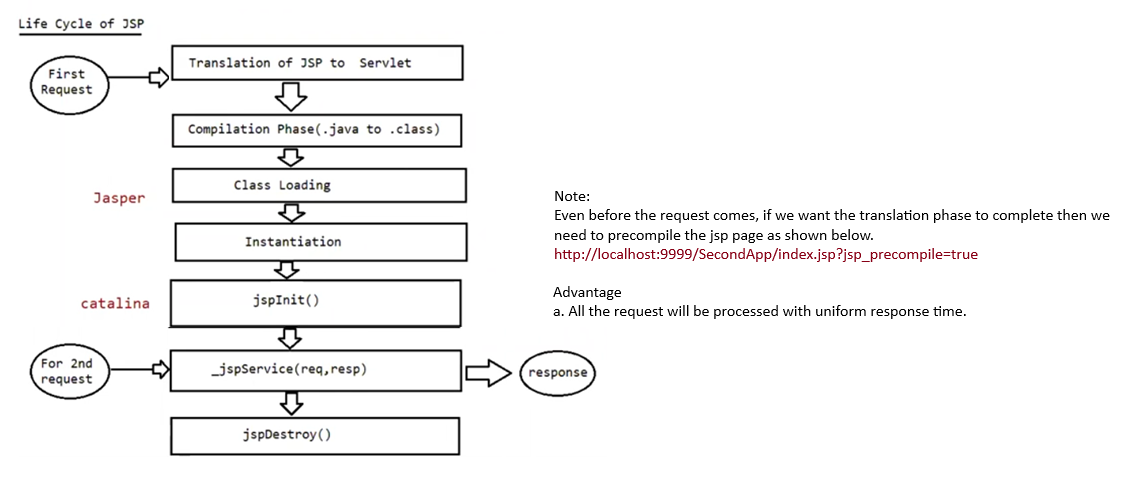 Life Cycle of JSP
First
Request
Translation of JSP to Servlet
Compilation Phase(.java to .class)
Class Loading
Jasper
Instantiation
catalina
jspInit()
For 2nd
request
_jspService(req,resp)
response
jspDestroy()
Note:
Even before the request comes, if we want the translation phase to complete then we
need to precompile the jsp page as shown below.
http://localhost:9999/SecondApp/index.jsp?jsp_precompile=true
Advantage
a. All the request will be processed with uniform response time.